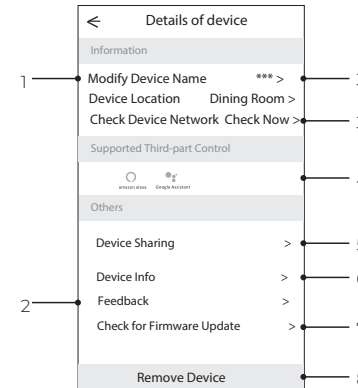 Details of device
Information
1
Modify Device Name *** >
Device Location Dining Room >
Check Device Network Check Now >
Supported Third-part Control
amazon alexa Google Assistant
Others
Device Sharing >
Device Info >
2
Feedback >
Check for Firmware Update >
Remove Device